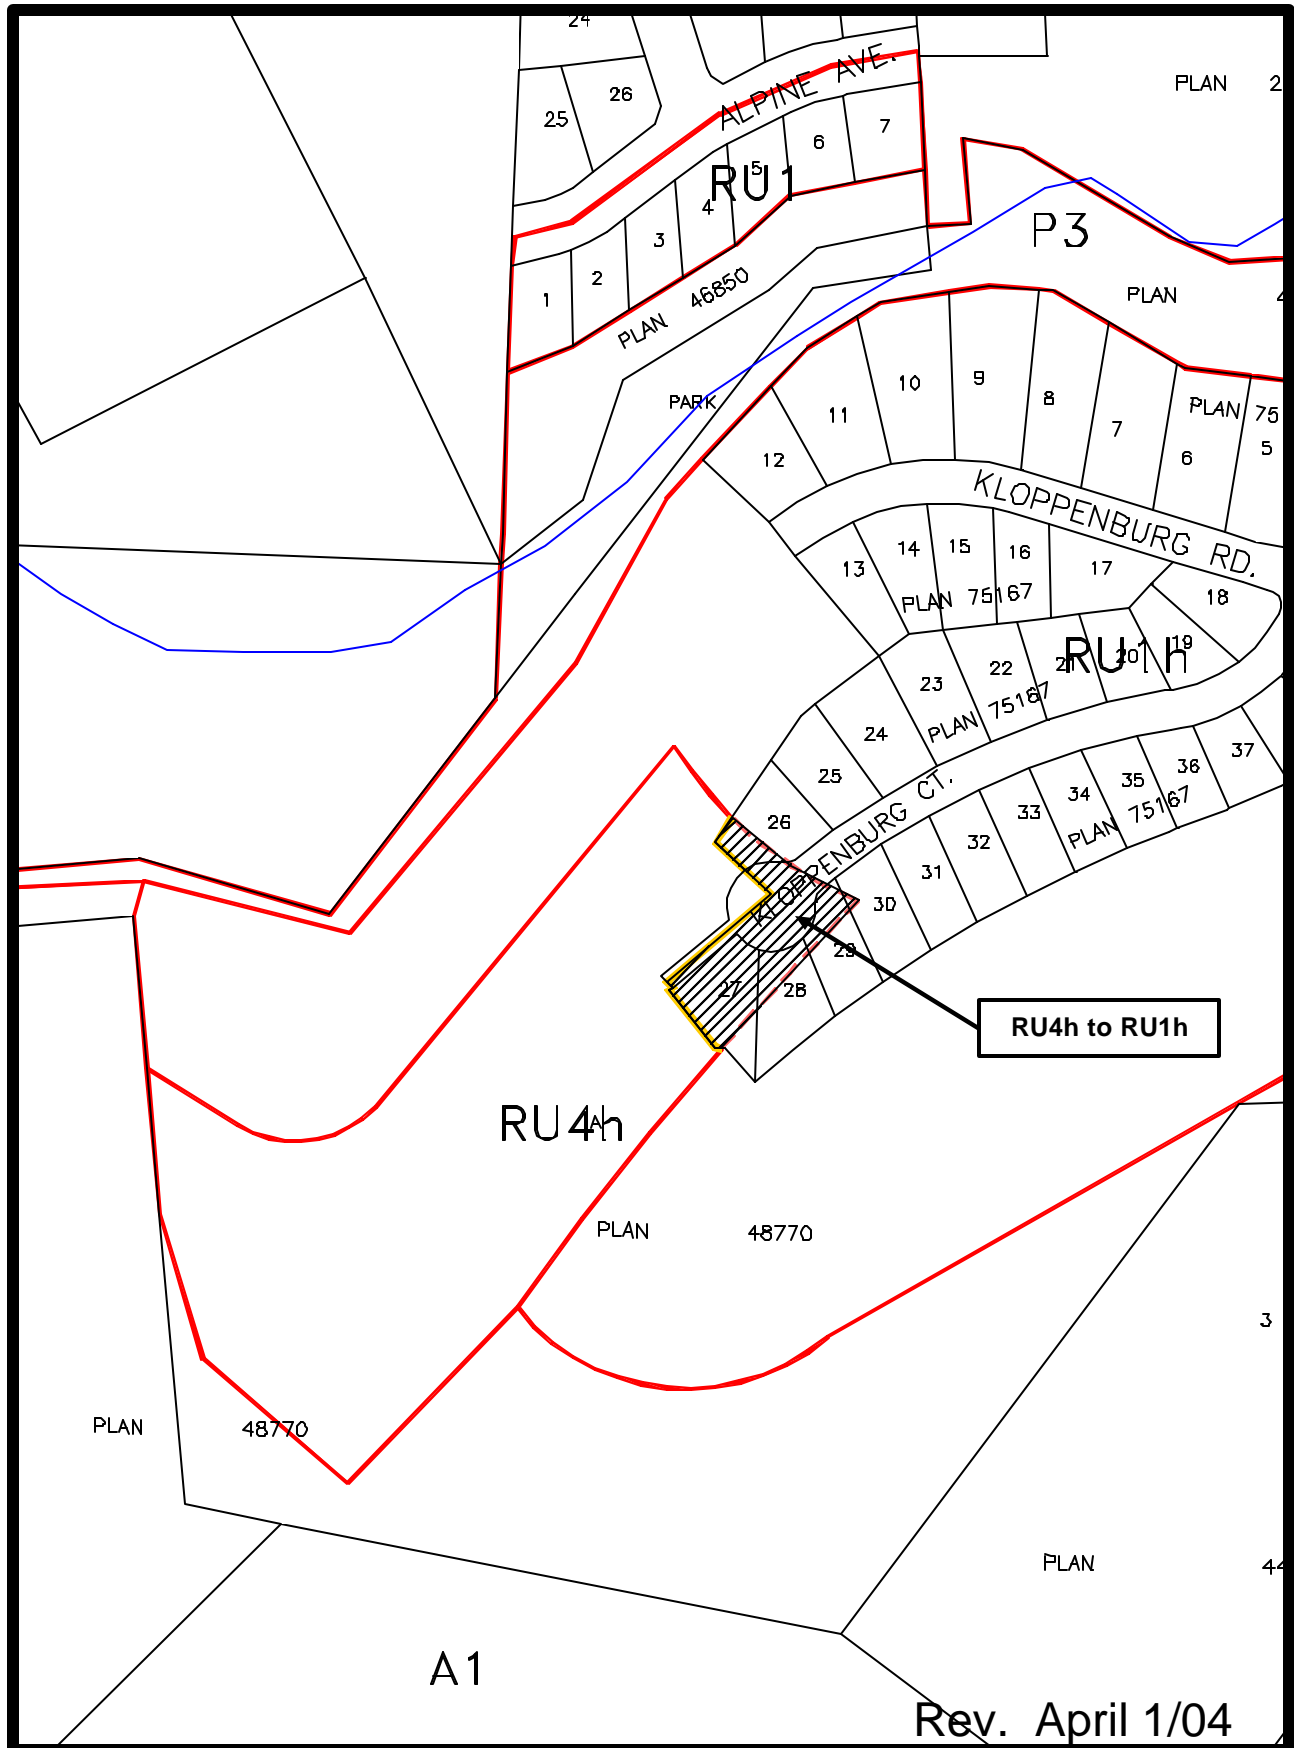 24
26
25
ALPINE AVE.
PLAN 2
7
6
5
RU1
4
3
2
1
P3
PLAN 46850
PLAN 4
PARK
12
11
10
9
8
7
6
5
PLAN 75
KLOPPENBURG RD.
13
14
15
16
17
18
PLAN 75167
RU1h
19
20
21
22
23
24
25
26
PLAN 75167
KLOPPENBURG CT.
37
36
35
34
33
32
31
30
29
28
27
PLAN 75167
RU4h to RU1h
RU4h
A
PLAN 48770
3
PLAN 48770
PLAN 44
A1
Rev. April 1/04